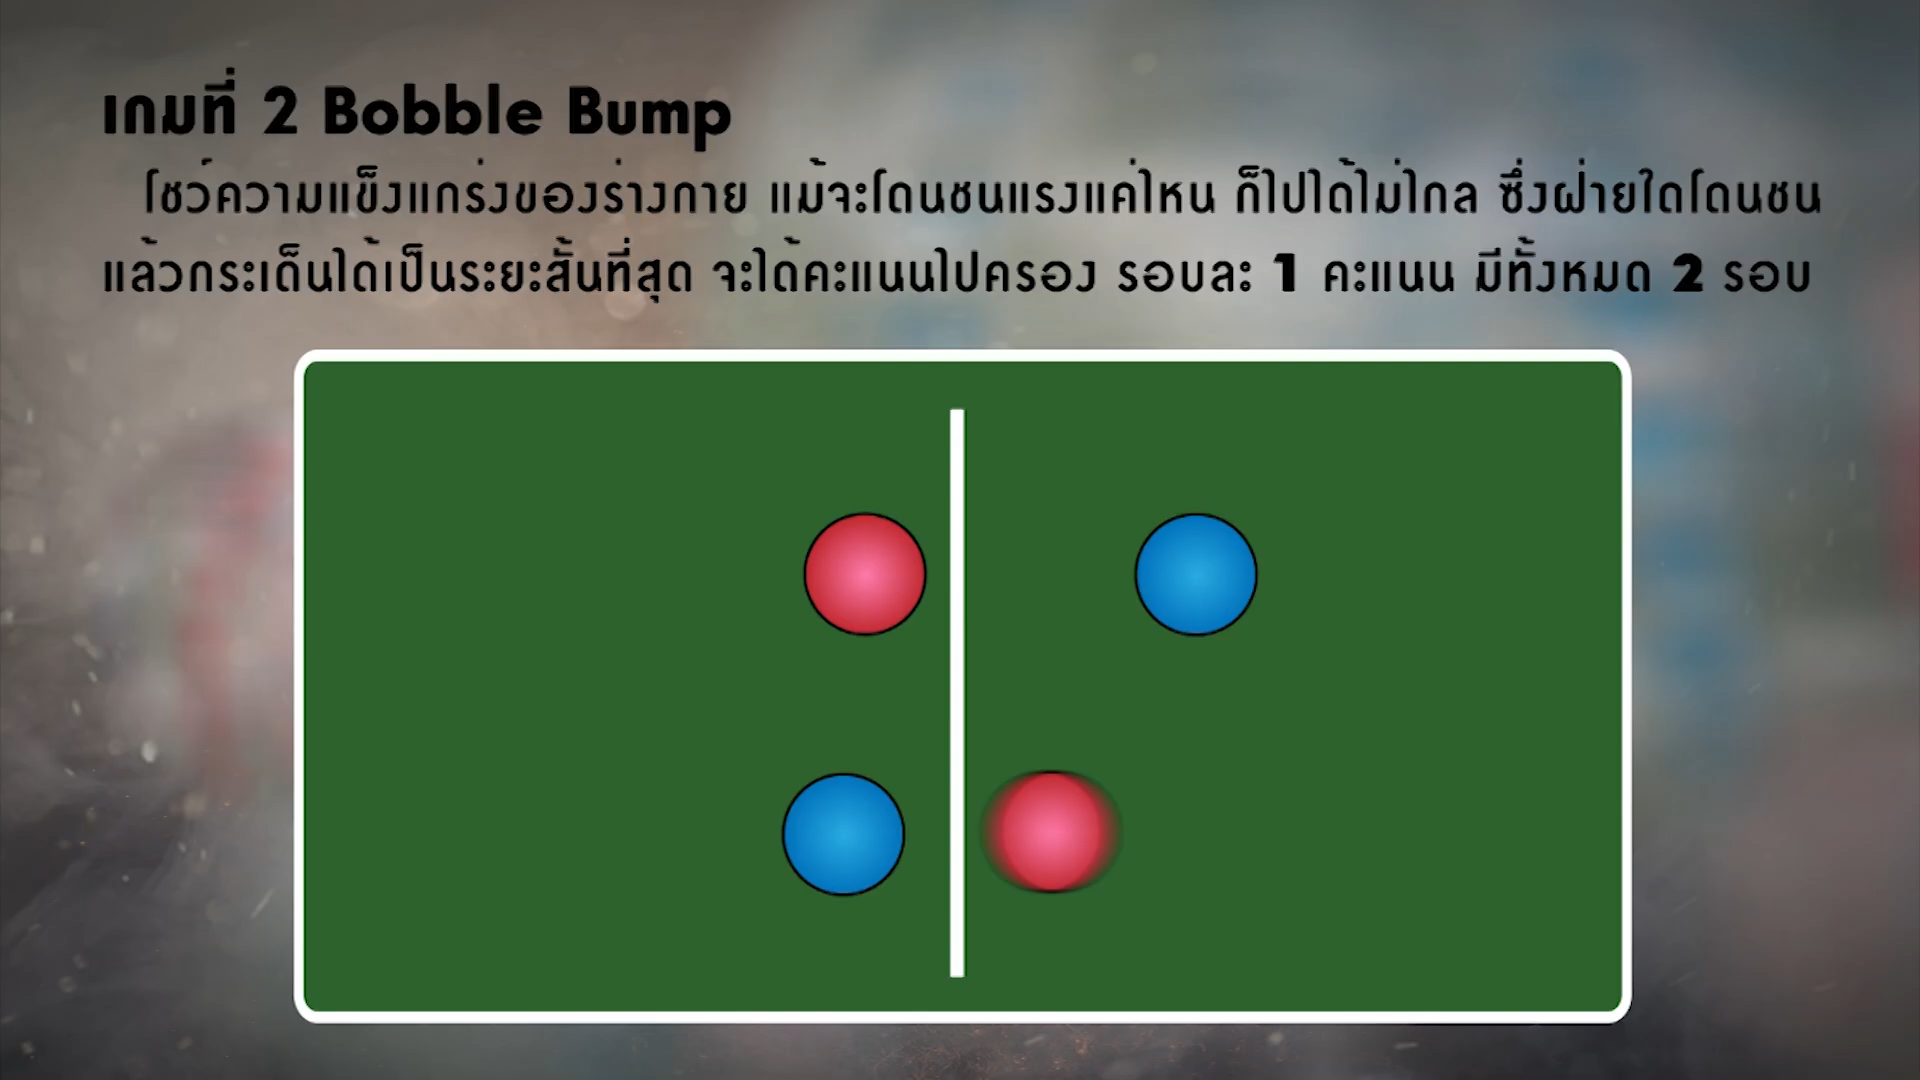 เกมที่ 2 Bobble Bump
โชว์ความแข็งแกร่งของร่างกาย แม้จะโดนชนแรงแค่ไหน ก็ไปได้ไม่ไกล ซึ่งฝ่ายใดโดนชน
แล้วกระเด็นได้เป็นระยะสั้นที่สุด จะได้คะแนนไปครอง รอบละ 1 คะแนน มีทั้งหมด 2 รอบ